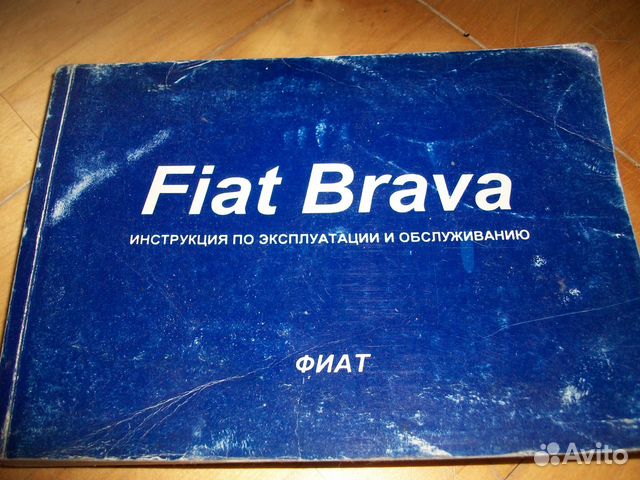 Fiat Brava
ИНСТРУКЦИЯ ПО ЭКСПЛУАТАЦИИ И ОБСЛУЖИВАНИЮ
ФИАТ
Avito